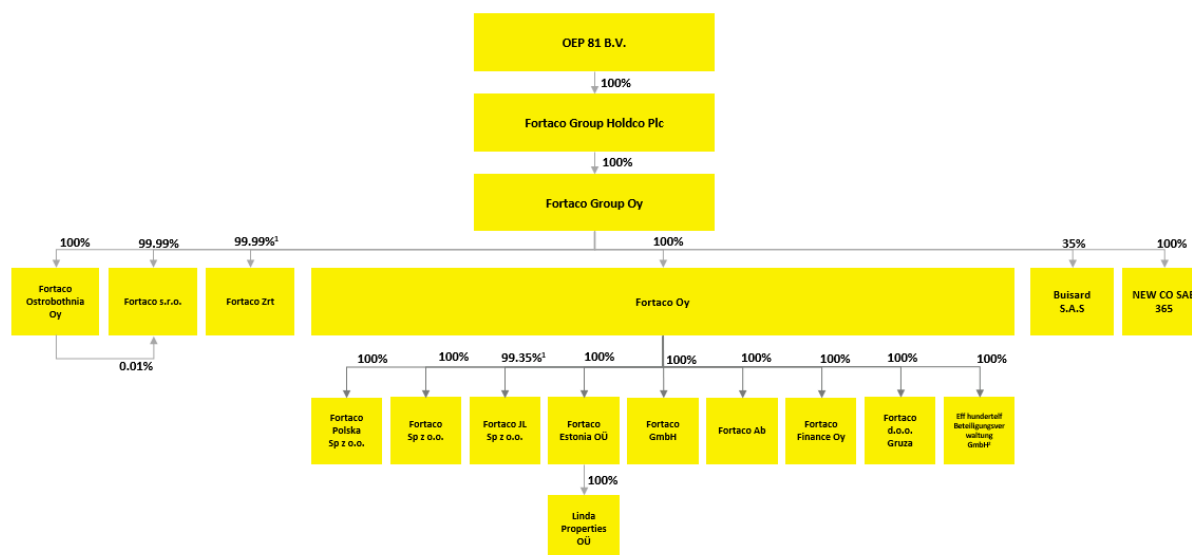 OEP 81 B.V.
100%
Fortaco Group Holdco Plc
100%
Fortaco Group Oy
100%
99.99%
99.99%¹
100%
35%
100%
Fortaco
Ostrobothnia
Oy
Fortaco s.r.o.
Fortaco Zrt
Fortaco Oy
Buisard
S.A.S
NEW CO SAE
365
0.01%
100%
100%
99.35%¹
100%
100%
100%
100%
100%
100%
Fortaco
Polska
Sp z o.o.
Fortaco
Sp z o.o.
Fortaco JL
Sp z o.o.
Fortaco
Estonia OÜ
Fortaco
GmbH
Fortaco Ab
Fortaco
Finance Oy
Fortaco
d.o.o.
Gruza
Eff hundertelf
Beteiligungsver
waltung
GmbH²
100%
Linda
Properties
OÜ